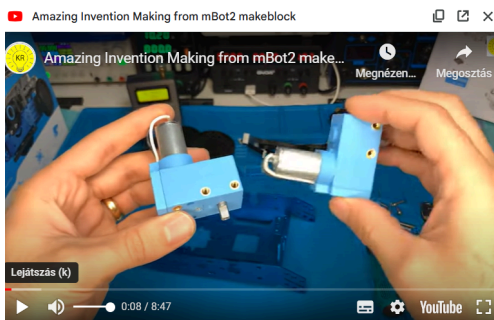 Amazing Invention Making from mBot2 makeblock
KR
Amazing Invention Making from mBot2 make...
Megnézen...
Megosztás
Lejátszás (k)
0:08 / 8:47
YouTube